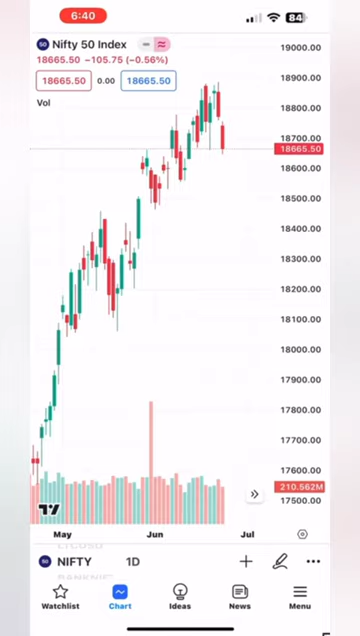 6:40
84
50 Nifty 50 Index
18665.50 −105.75 (−0.56%)
18665.50 0.00 18665.50
Vol
19000.00
18900.00
18800.00
18700.00
18665.50
18600.00
18500.00
18400.00
18300.00
18200.00
18100.00
18000.00
17900.00
17800.00
17700.00
17600.00
210.562M
17500.00
May Jun Jul
50 NIFTY 1D
Watchlist Chart Ideas News Menu